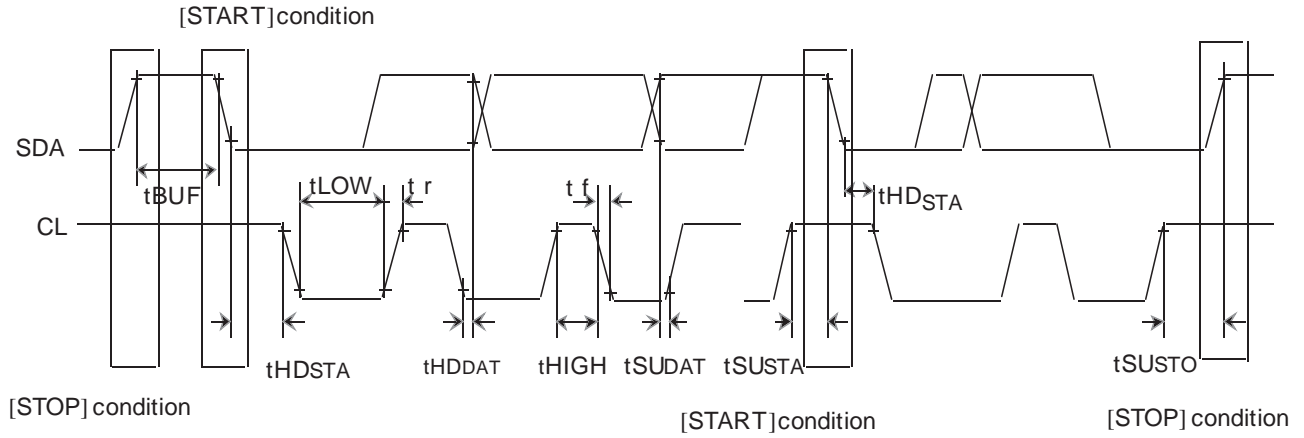 [START]condition
SDA
tBUF
tLOW
t r
t f
tHDSTA
CL
tHDSTA
tHDDAT
tHIGH
tSUDAT
tSUSTA
tSUSTO
[STOP] condition
[START]condition
[STOP] condition